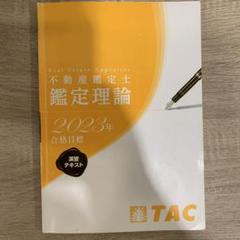 Real Estate Appraiser
不動産鑑定士
鑑定理論
2023年
合格目標
演習
テキスト
TAC